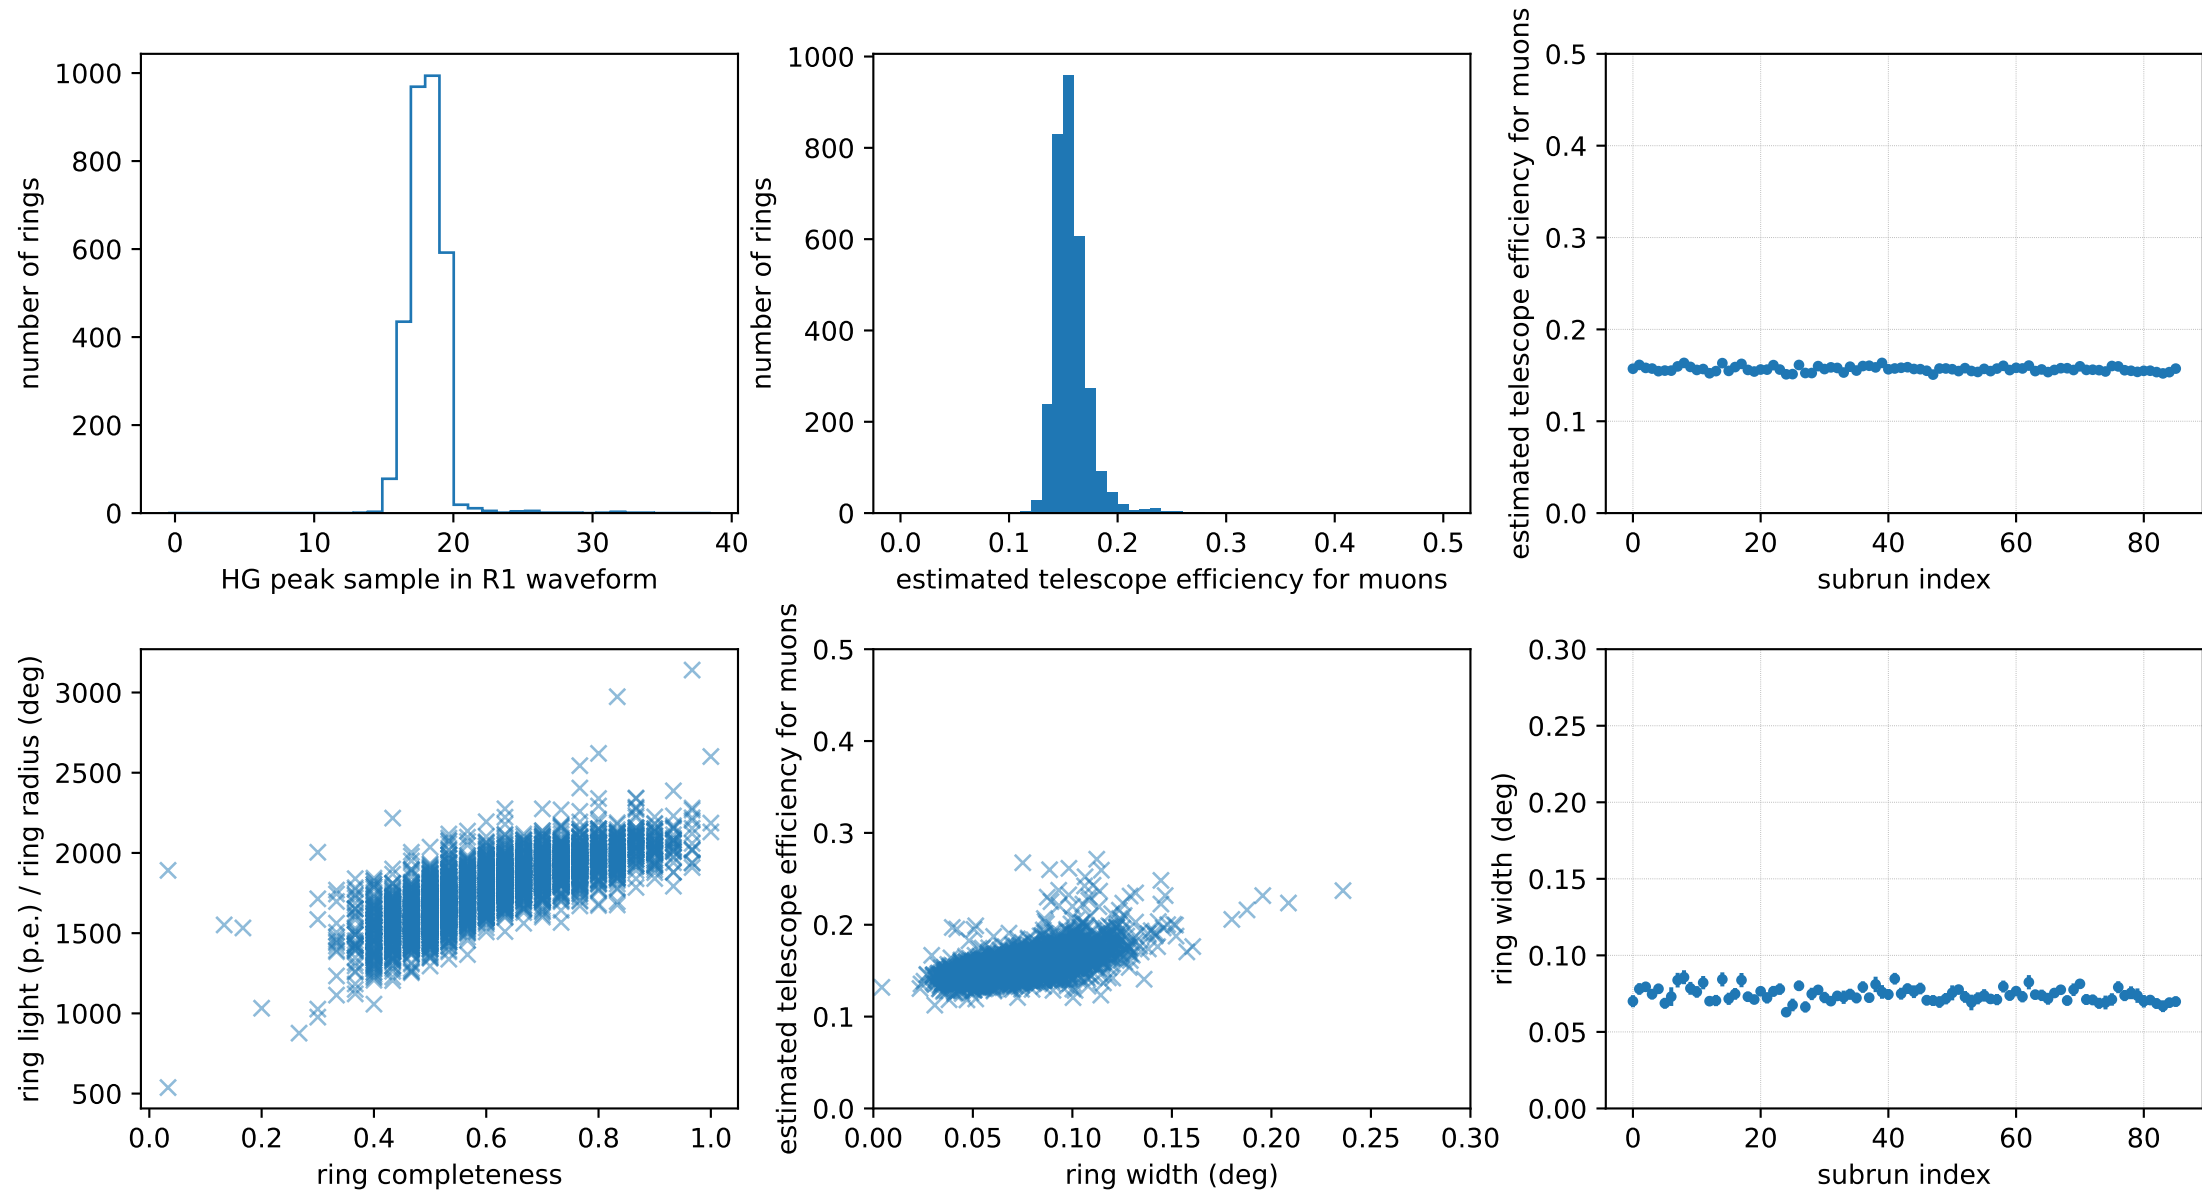 number of rings
1000
800
600
400
200
0
0 10 20 30 40
HG peak sample in R1 waveform
number of rings
1000
800
600
400
200
0
0.0 0.1 0.2 0.3 0.4 0.5
estimated telescope efficiency for muons
estimated telescope efficiency for muons
0.5
0.4
0.3
0.2
0.1
0.0
0 20 40 60 80
subrun index
ring light (p.e.) / ring radius (deg)
3000
2500
2000
1500
1000
500
0.0 0.2 0.4 0.6 0.8 1.0
ring completeness
estimated telescope efficiency for muons
0.5
0.4
0.3
0.2
0.1
0.0
0.00 0.05 0.10 0.15 0.20 0.25 0.30
ring width (deg)
ring width (deg)
0.30
0.25
0.20
0.15
0.10
0.05
0.00
0 20 40 60 80
subrun index